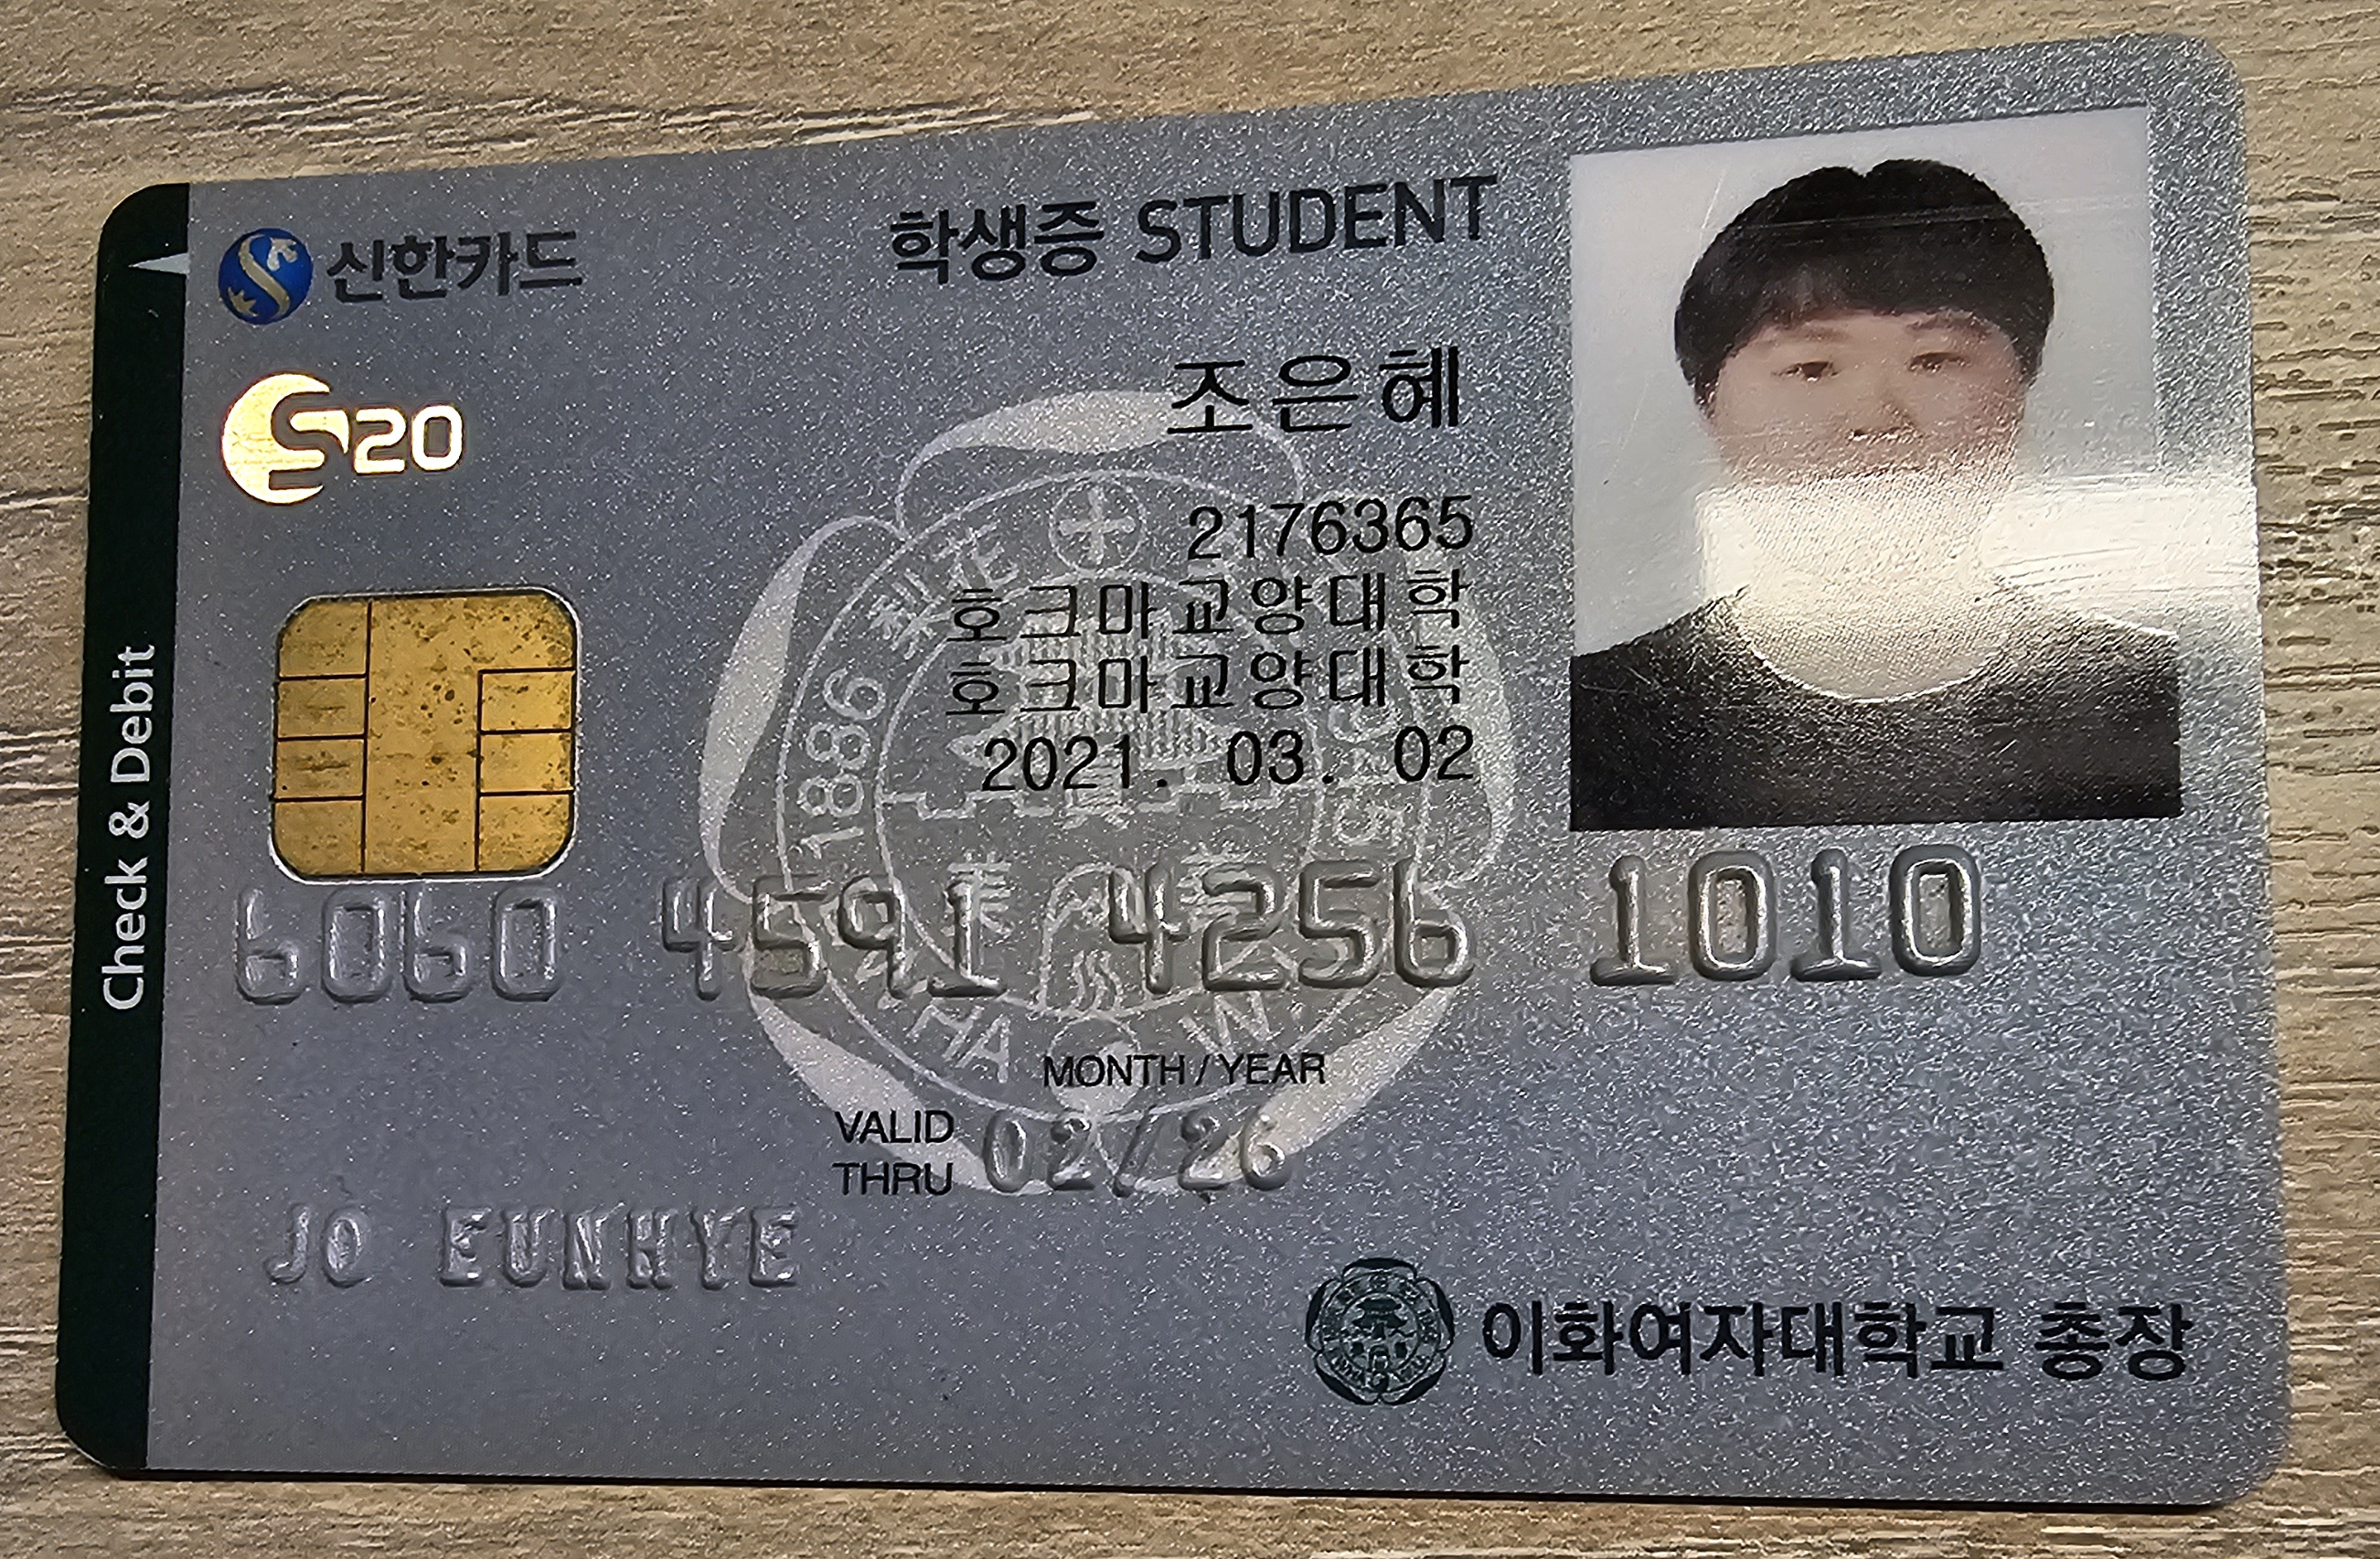 신한카드
학생증 STUDENT
S20
조은혜
2176365
호크마교양대학
호크마교양대학
2021. 03. 02
1886 梨花
Check & Debit
6060 4591 4256 1010
MONTH / YEAR
VALID THRU 02/26
JO EUNHYE
이화여자대학교 총장